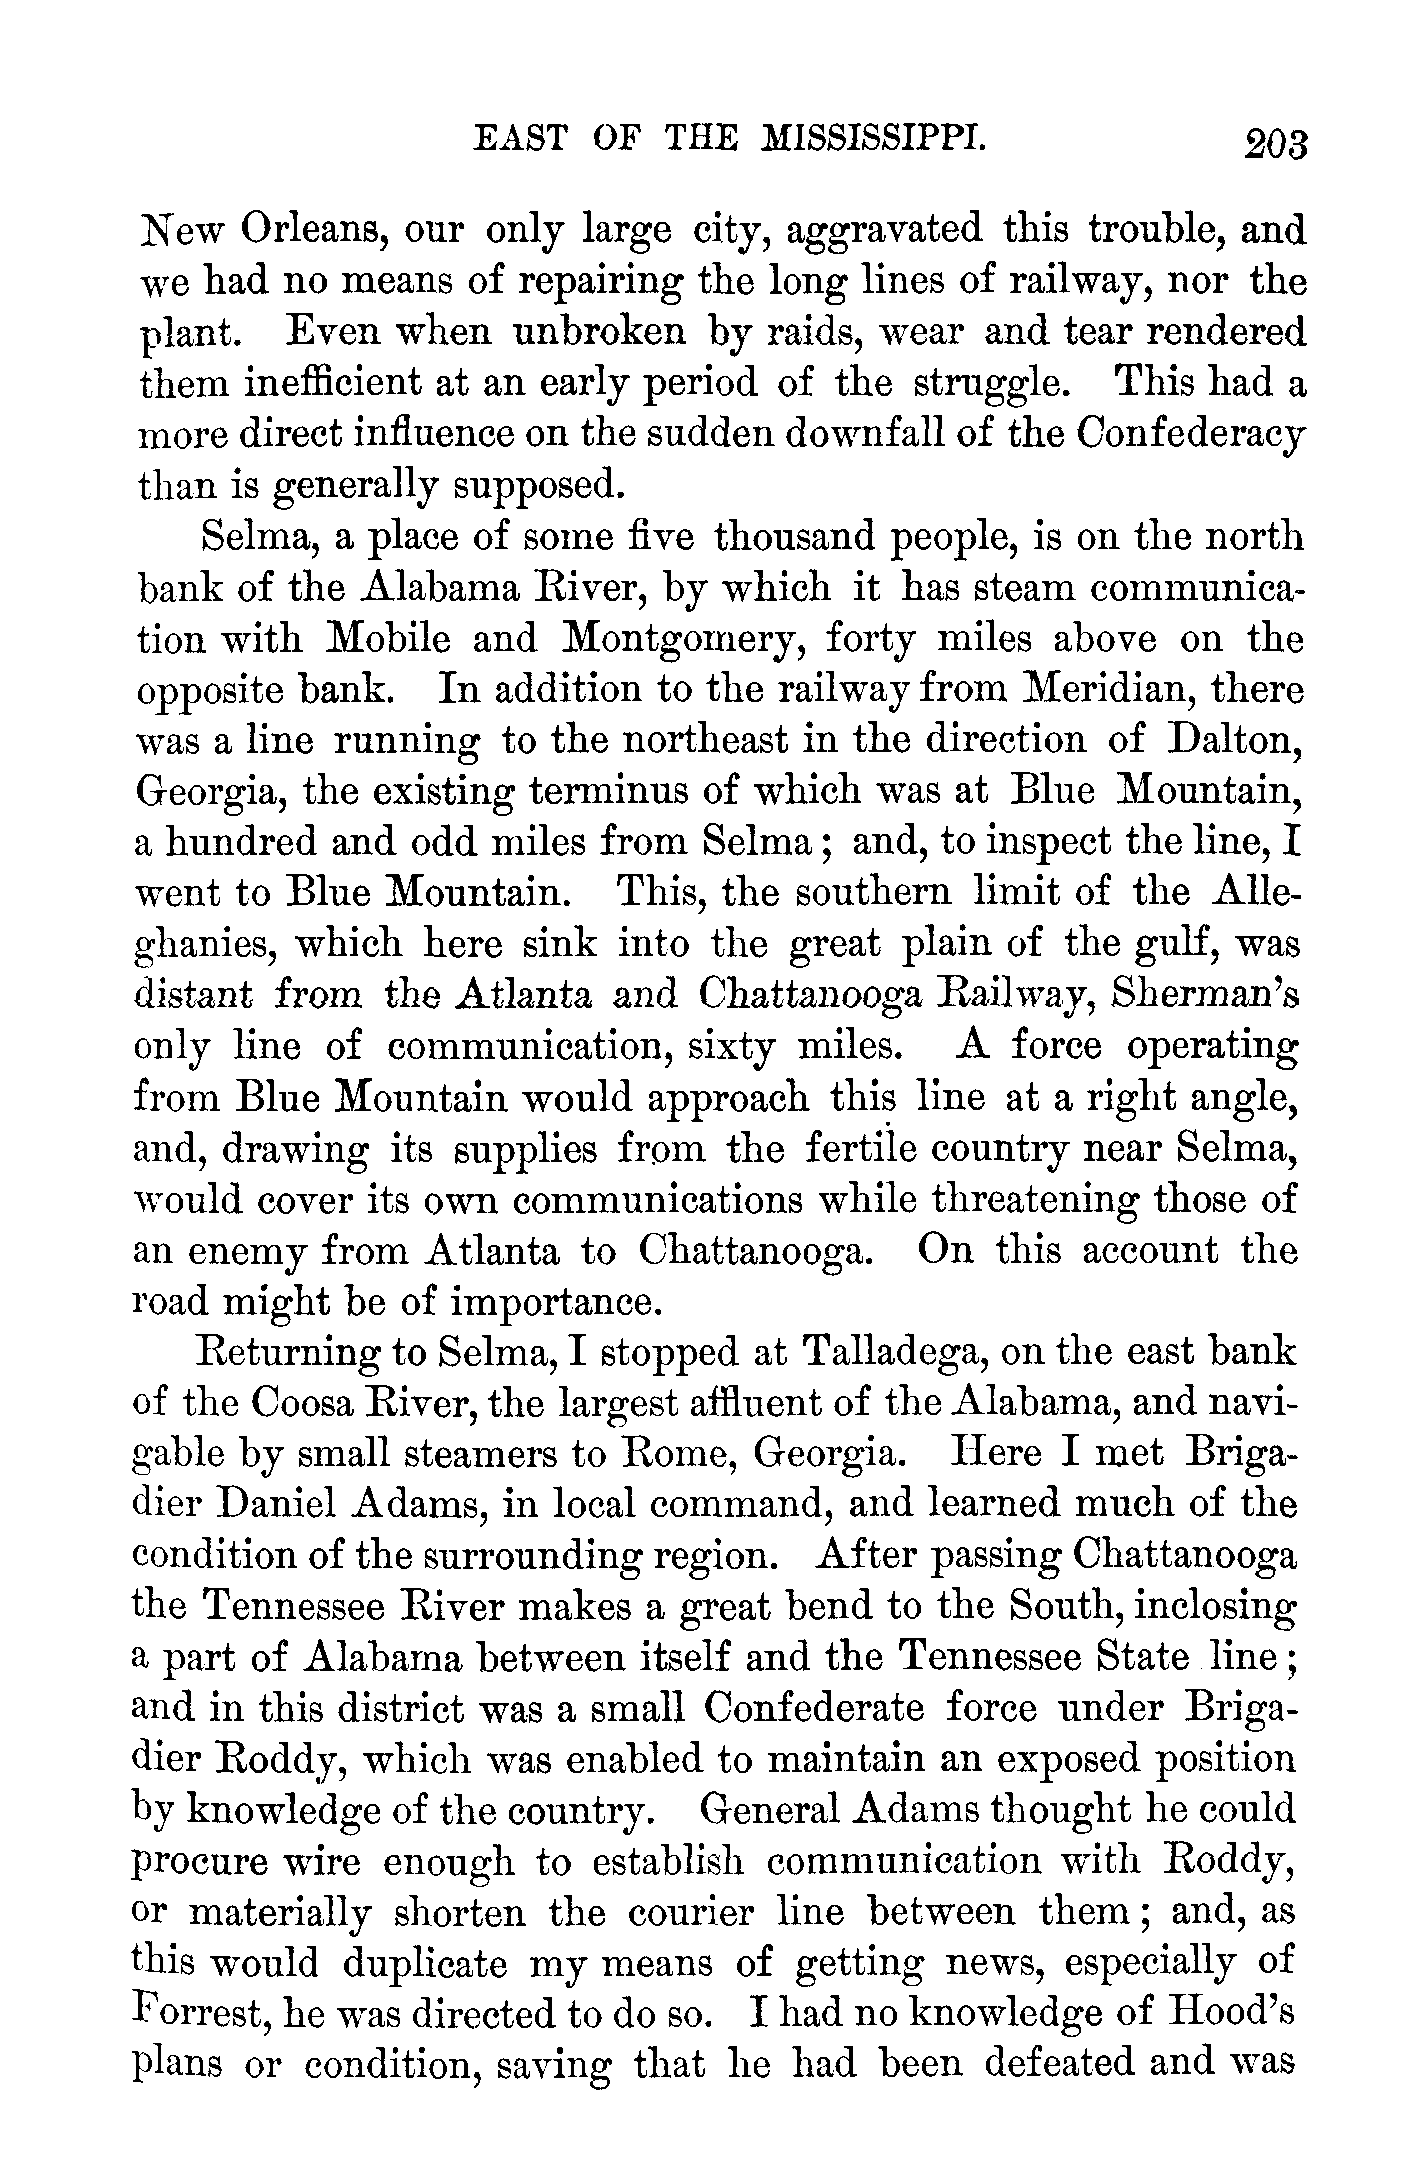 EAST OF THE MISSISSIPPI. 203
New Orleans, our only large city, aggravated this trouble, and
we had no means of repairing the long lines of railway, nor the
plant. Even when unbroken by raids, wear and tear rendered
them inefficient at an early period of the struggle. This had a
more direct influence on the sudden downfall of the Confederacy
than is generally supposed.
Selma, a place of some five thousand people, is on the north
bank of the Alabama River, by which it has steam communica-
tion with Mobile and Montgomery, forty miles above on the
opposite bank. In addition to the railway from Meridian, there
was a line running to the northeast in the direction of Dalton,
Georgia, the existing terminus of which was at Blue Mountain,
a hundred and odd miles from Selma; and, to inspect the line, I
went to Blue Mountain. This, the southern limit of the Alle-
ghanies, which here sink into the great plain of the gulf, was
distant from the Atlanta and Chattanooga Railway, Sherman's
only line of communication, sixty miles. A force operating
from Blue Mountain would approach this line at a right angle,
and, drawing its supplies from the fertile country near Selma,
would cover its own communications while threatening those of
an enemy from Atlanta to Chattanooga. On this account the
road might be of importance.
Returning to Selma, I stopped at Talladega, on the east bank
of the Coosa River, the largest affluent of the Alabama, and navi-
gable by small steamers to Rome, Georgia. Here I met Briga-
dier Daniel Adams, in local command, and learned much of the
condition of the surrounding region. After passing Chattanooga
the Tennessee River makes a great bend to the South, inclosing
a part of Alabama between itself and the Tennessee State line;
and in this district was a small Confederate force under Briga-
dier Roddy, which was enabled to maintain an exposed position
by knowledge of the country. General Adams thought he could
procure wire enough to establish communication with Roddy,
or materially shorten the courier line between them; and, as
this would duplicate my means of getting news, especially of
Forrest, he was directed to do so. I had no knowledge of Hood's
plans or condition, saving that he had been defeated and was